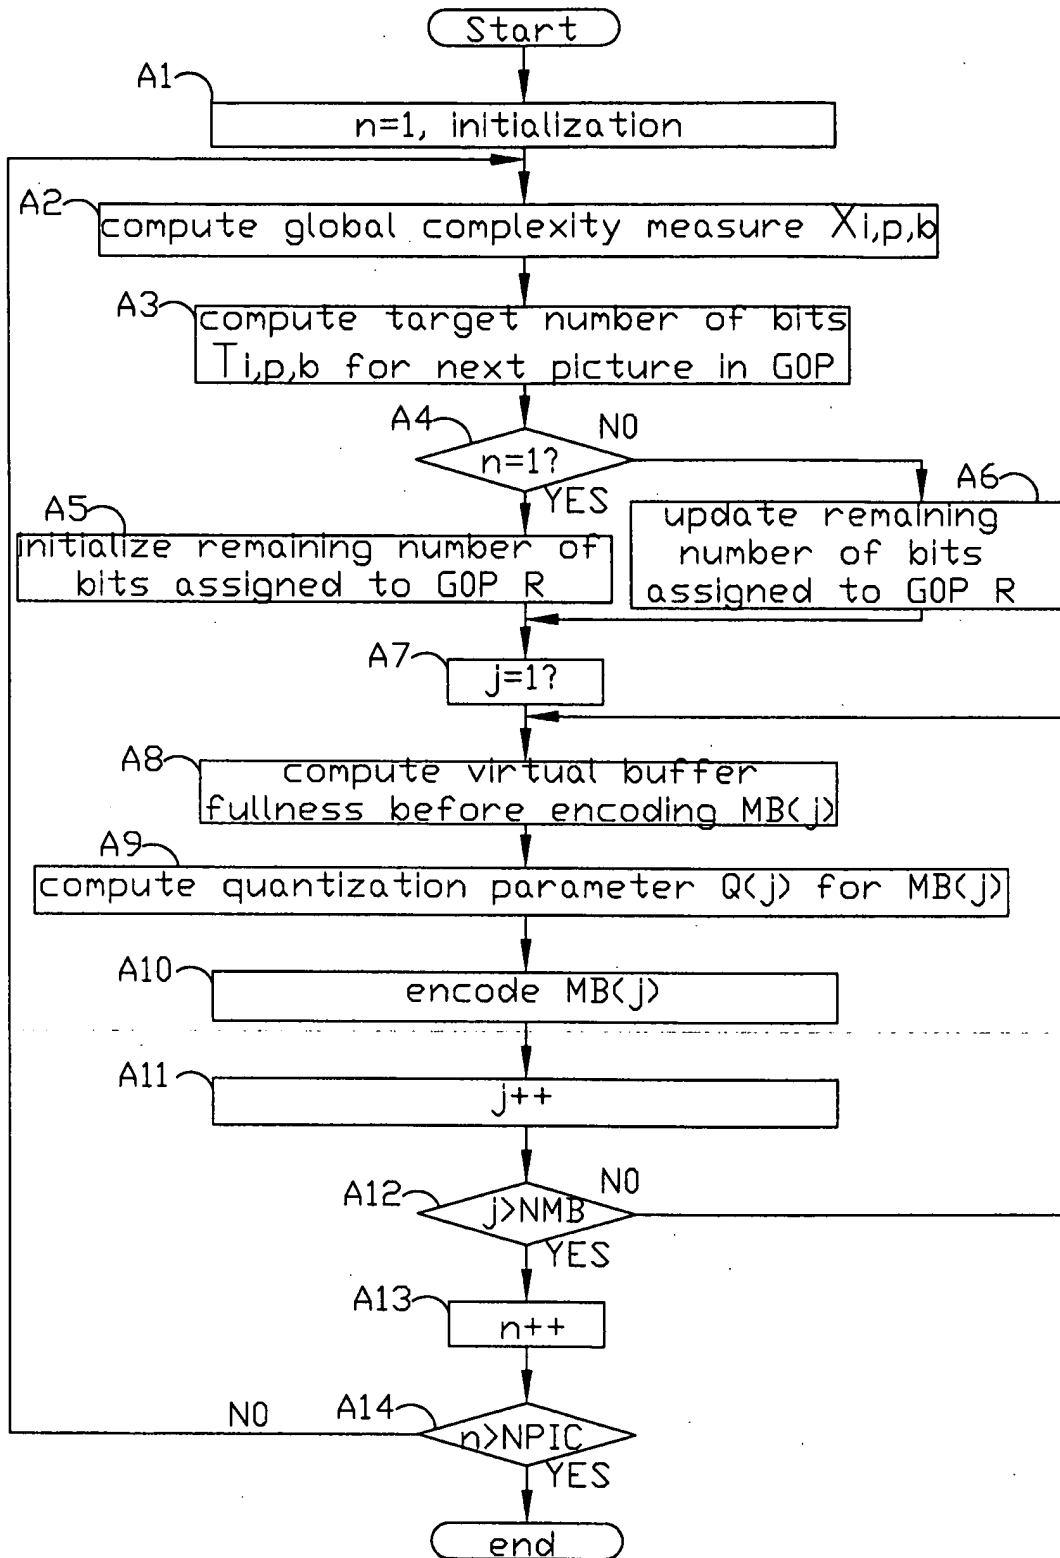 Start
A1
n=1, initialization
A2
compute global complexity measure Xi,p,b
A3
compute target number of bits
Ti,p,b for next picture in GOP
A4
NO
n=1?
YES
A5
initialize remaining number of
bits assigned to GOP R
A6
update remaining
number of bits
assigned to GOP R
A7
j=1?
A8
compute virtual buffer
fullness before encoding MB(j)
A9
compute quantization parameter Q(j) for MB(j)
A10
encode MB(j)
A11
j++
A12
NO
j>NMB
YES
A13
n++
A14
NO
n>NPIC
YES
end